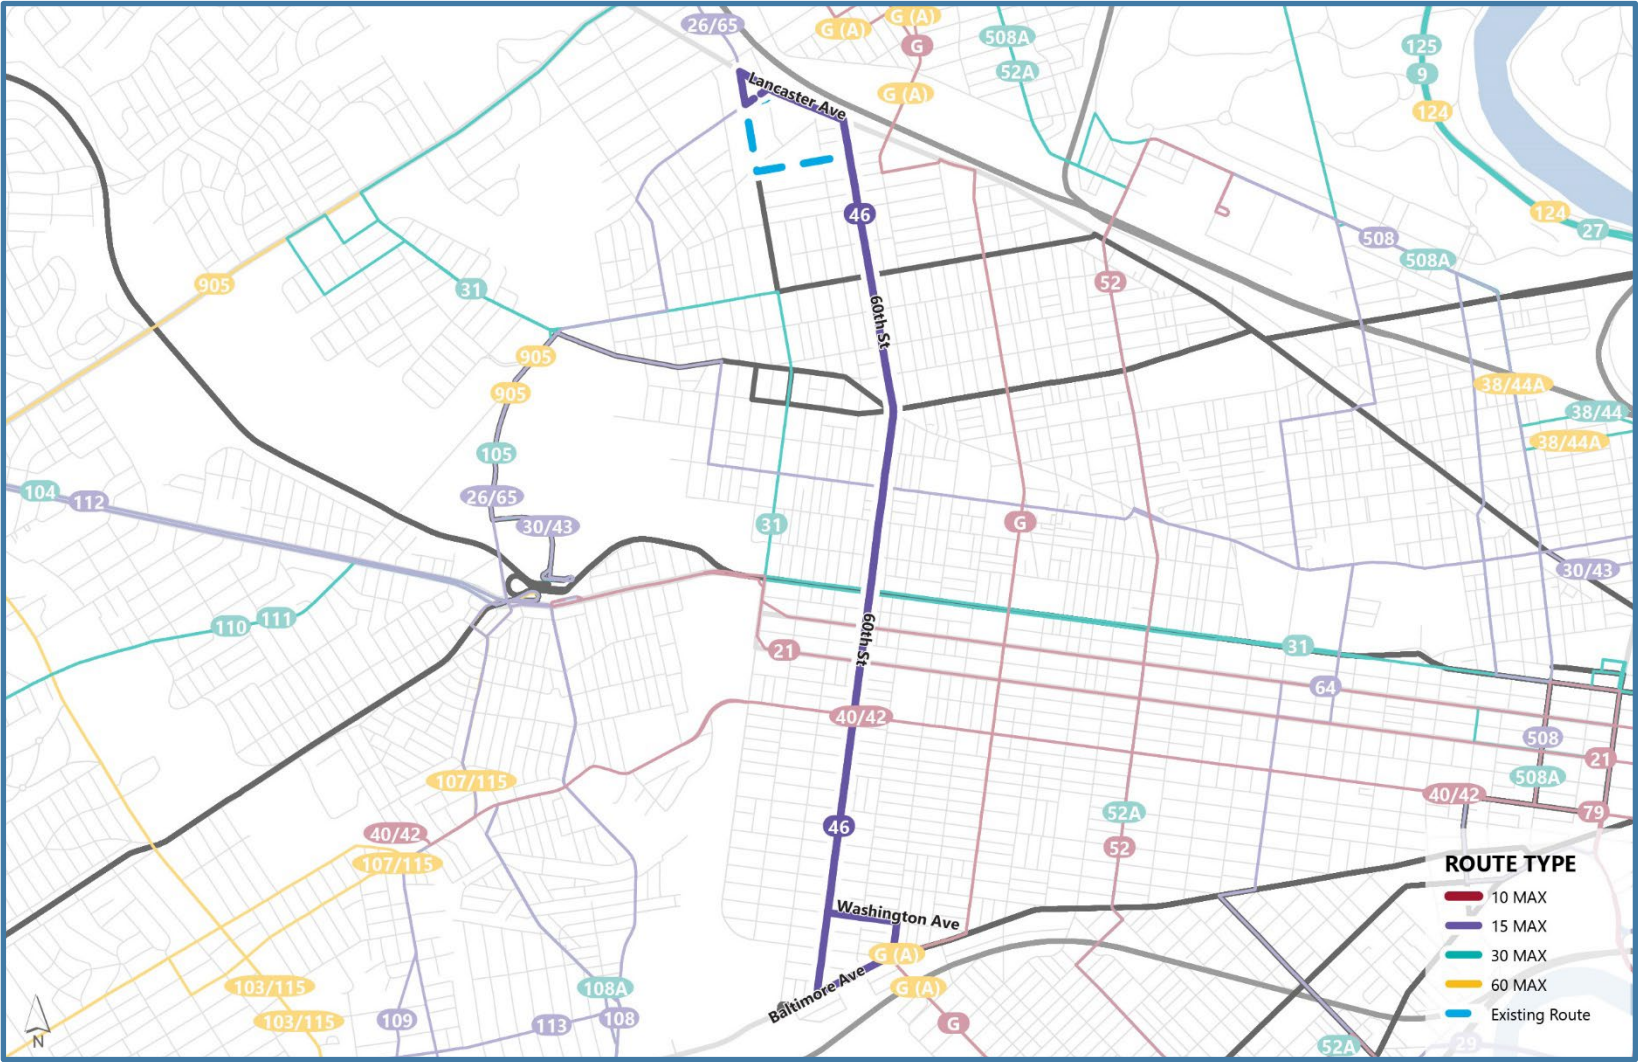 26/65
G (A)
G (A)
G
508A
52A
125
9
124
G (A)
Lancaster Ave
46
124
27
508
508A
905
31
52
60th St
905
905
38/44A
38/44
38/44A
105
104
112
26/65
30/43
31
G
30/43
110
111
60th St
21
31
64
40/42
508
21
508A
107/115
40/42
79
52A
46
40/42
107/115
52
Washington Ave
G (A)
Baltimore Ave
G (A)
103/115
103/115
108A
109
113
108
G
52A
29
N
ROUTE TYPE
10 MAX
15 MAX
30 MAX
60 MAX
Existing Route